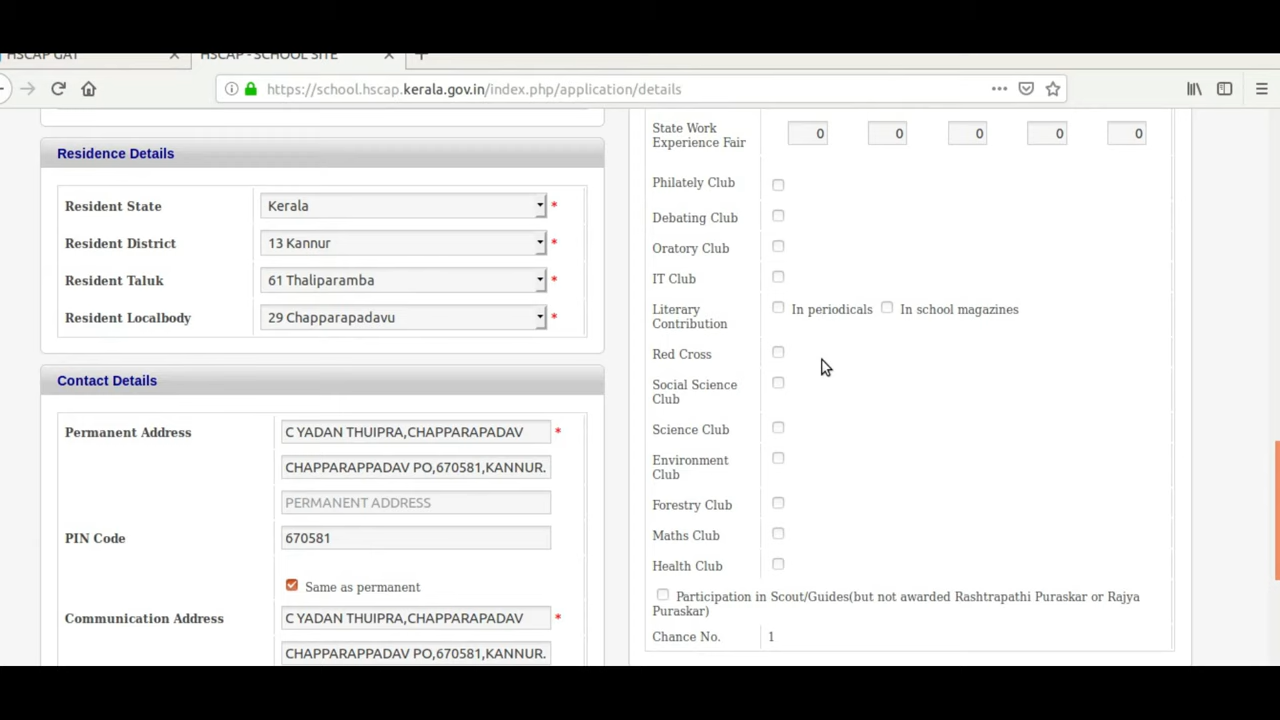 HSCAP GAT
HSCAP - SCHOOL SITE
https://school.hscap.kerala.gov.in/index.php/application/details
Residence Details
Resident State Kerala *
Resident District 13 Kannur *
Resident Taluk 61 Thaliparamba *
Resident Localbody 29 Chapparapadavu *
Contact Details
Permanent Address C YADAN THUIPRA,CHAPPARAPADAV *
CHAPPARAPPADAV PO,670581,KANNUR.
PERMANENT ADDRESS
PIN Code 670581
Same as permanent
Communication Address C YADAN THUIPRA,CHAPPARAPADAV *
CHAPPARAPPADAV PO,670581,KANNUR.
State Work
Experience Fair 0 0 0 0 0
Philately Club
Debating Club
Oratory Club
IT Club
Literary
Contribution In periodicals In school magazines
Red Cross
Social Science
Club
Science Club
Environment
Club
Forestry Club
Maths Club
Health Club
Participation in Scout/Guides(but not awarded Rashtrapathi Puraskar or Rajya
Puraskar)
Chance No. 1